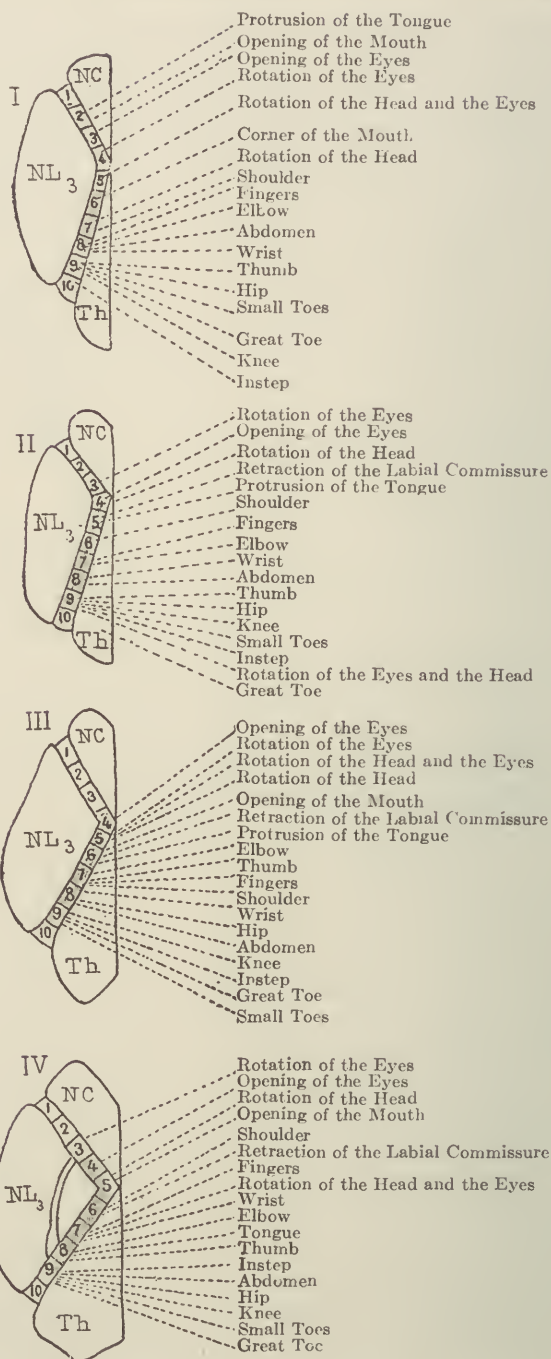 I
NC
1
2
3
4
5
6
7
8
9
10
NL3
Th
Protrusion of the Tongue
Opening of the Mouth
Opening of the Eyes
Rotation of the Eyes
Rotation of the Head and the Eyes
Corner of the Mouth
Rotation of the Head
Shoulder
Fingers
Elbow
Abdomen
Wrist
Thumb
Hip
Small Toes
Great Toe
Knee
Instep
II
NC
1
2
3
4
5
6
7
8
9
10
NL3
Th
Rotation of the Eyes
Opening of the Eyes
Rotation of the Head
Retraction of the Labial Commissure
Protrusion of the Tongue
Shoulder
Fingers
Elbow
Wrist
Abdomen
Thumb
Hip
Knee
Small Toes
Instep
Rotation of the Eyes and the Head
Great Toe
III
NC
1
2
3
4
5
6
7
8
9
10
NL3
Th
Opening of the Eyes
Rotation of the Eyes
Rotation of the Head and the Eyes
Rotation of the Head
Opening of the Mouth
Retraction of the Labial Commissure
Protrusion of the Tongue
Elbow
Thumb
Fingers
Shoulder
Wrist
Hip
Abdomen
Knee
Instep
Great Toe
Small Toes
IV
NC
1
2
3
4
5
6
7
8
9
10
NL3
Th
Rotation of the Eyes
Opening of the Eyes
Rotation of the Head
Opening of the Mouth
Shoulder
Retraction of the Labial Commissure
Fingers
Rotation of the Head and the Eyes
Wrist
Elbow
Tongue
Thumb
Instep
Abdomen
Hip
Knee
Small Toes
Great Toe